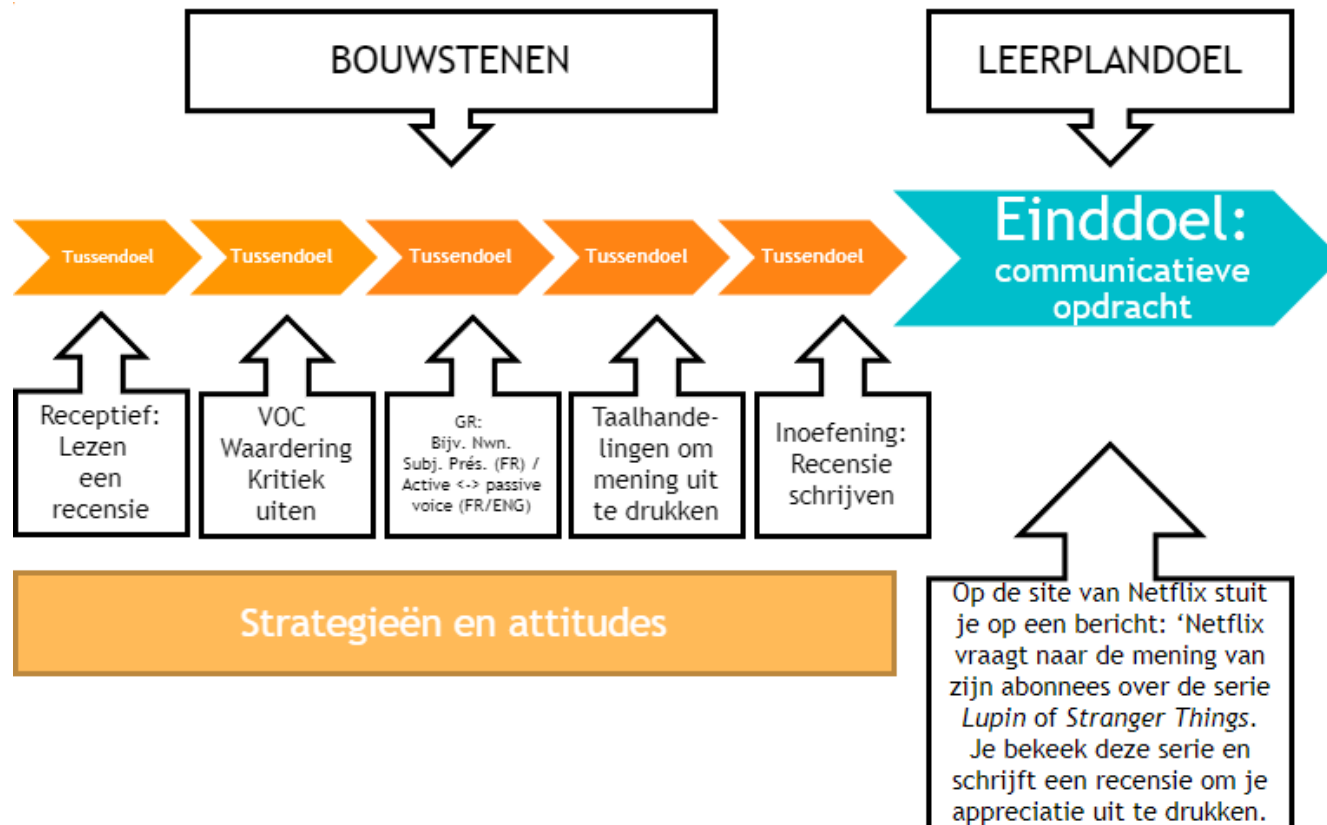 BOUWSTENEN
LEERPLANDOEL
Tussendoel
Tussendoel
Tussendoel
Tussendoel
Tussendoel
Einddoel:
communicatieve
opdracht
Receptief:
Lezen
een
recensie
VOC
Waardering
Kritiek
uiten
GR:
Bijv. Nwn.
Subj. Prés. (FR) /
Active <-> passive
voice (FR/ENG)
Taalhande-
lingen om
mening uit
te drukken
Inoefening:
Recensie
schrijven
Strategieën en attitudes
Op de site van Netflix stuit
je op een bericht: ‘Netflix
vraagt naar de mening van
zijn abonnees over de serie
Lupin of Stranger Things.
Je bekeek deze serie en
schrijft een recensie om je
appreciatie uit te drukken.